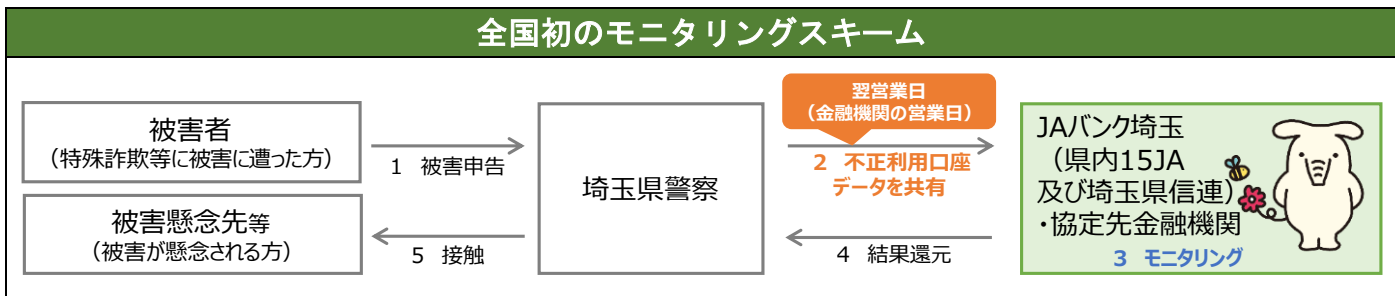 全国初のモニタリングスキーム
被害者
（特殊詐欺等に被害に遭った方）
1 被害申告
埼玉県警察
翌営業日
（金融機関の営業日）
2 不正利用口座
データを共有
JAバンク埼玉
（県内15JA
及び埼玉県信連）
・協定先金融機関
3 モニタリング
4 結果還元
5 接触
被害懸念先等
（被害が懸念される方）